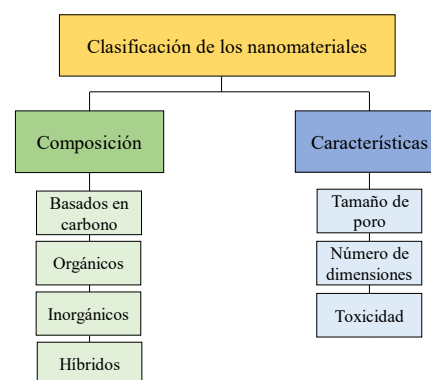 Clasificación de los nanomateriales
Composición
Basados en
carbono
Orgánicos
Inorgánicos
Híbridos
Características
Tamaño de
poro
Número de
dimensiones
Toxicidad